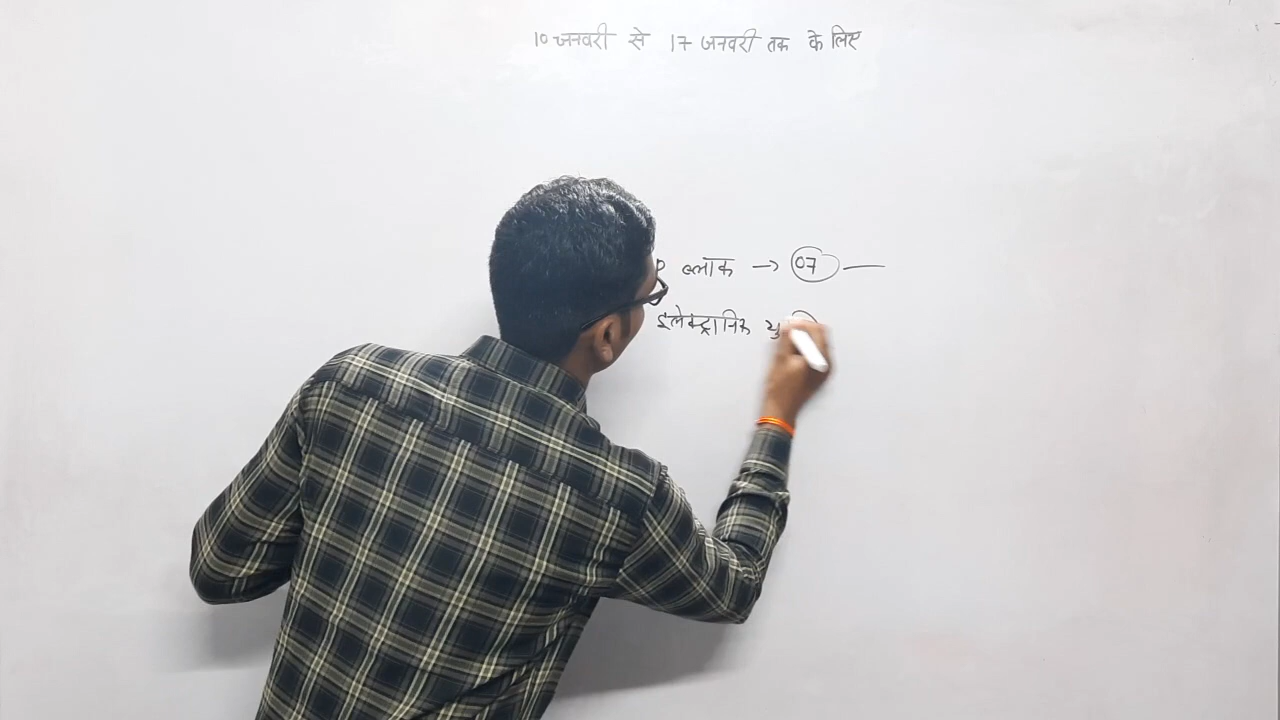 10 जनवरी से 17 जनवरी तक के लिए
P ब्लॉक → 07 —
इलेक्ट्रानिक